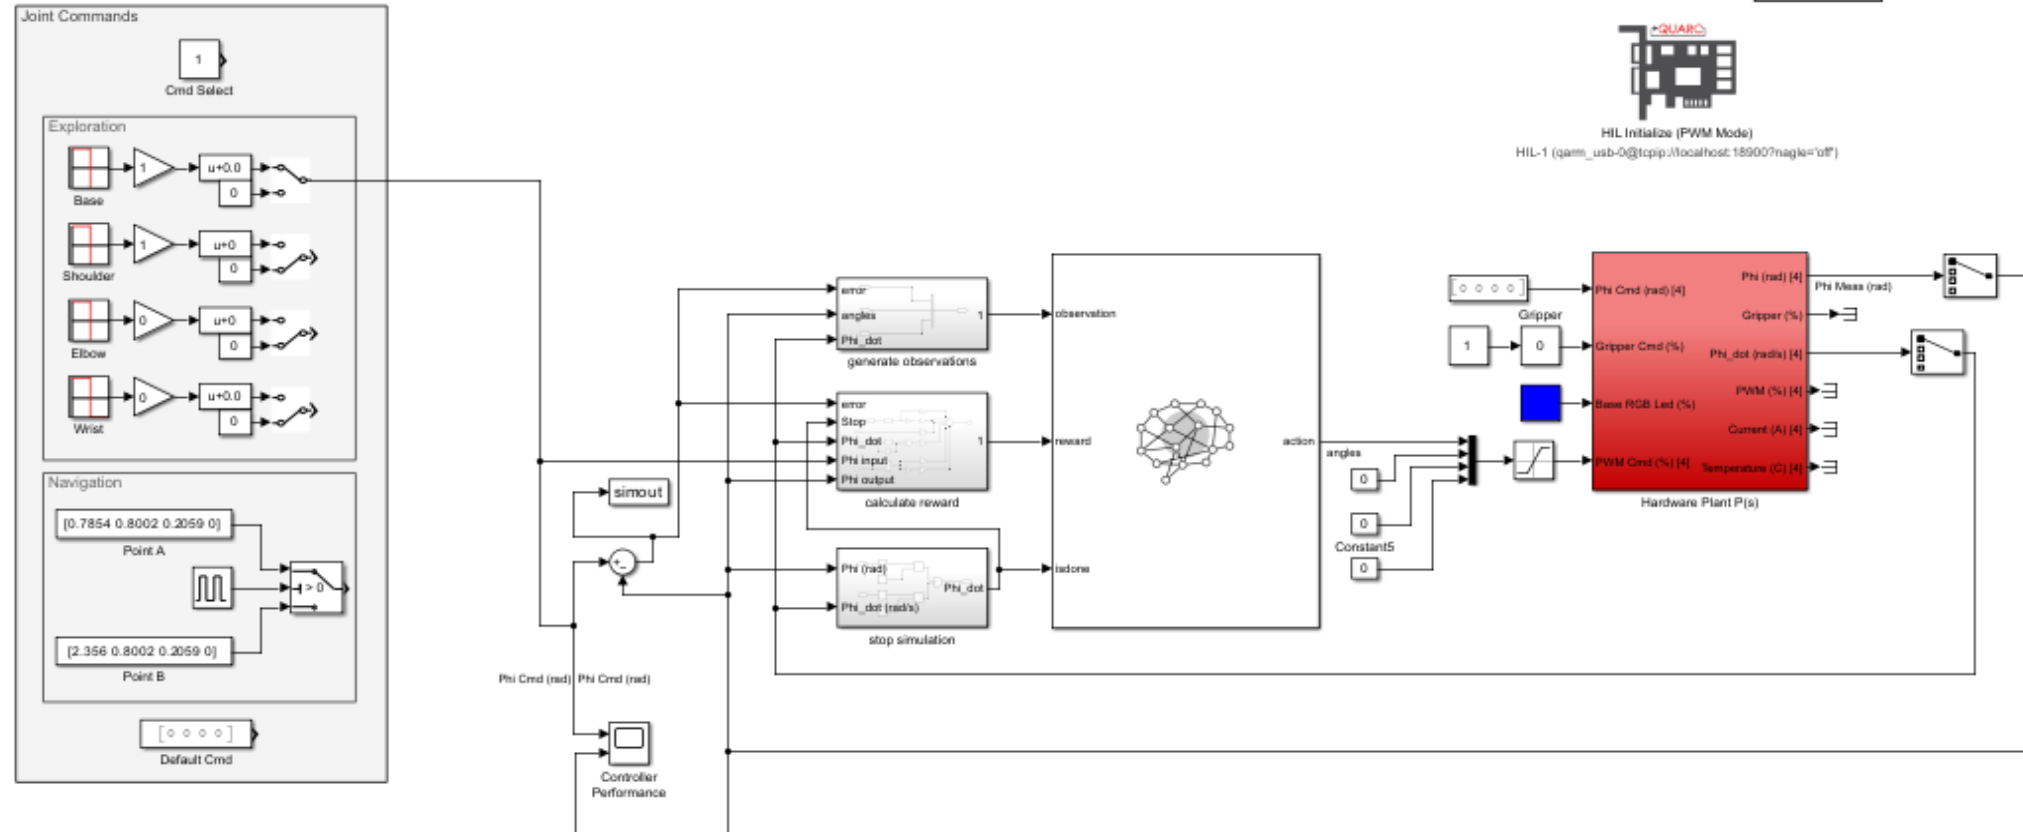 Joint Commands
1
Cmd Select
Exploration
1
u+0.0
0
Base
1
u+0
0
Shoulder
0
u+0
0
Elbow
0
u+0.0
0
Wrist
Navigation
[0.7854 0.8002 0.2059 0]
Point A
> 0
[2.356 0.8002 0.2059 0]
Point B
[0 0 0 0]
Default Cmd
simout
+
-
Phi Cmd (rad)
Phi Cmd (rad)
Controller
Performance
error
angles
Phi_dot
1
generate observations
error
Stop
Phi_dot
Phi input
Phi output
1
calculate reward
Phi (rad)
Phi_dot (rad/s)
Phi_dot
stop simulation
observation
reward
isdone
action
angles
0
0
Constant5
0
QUARC
HIL Initialize (PWM Mode)
HIL-1 (qarm_usb-0@tcpip://localhost:18900?nagle='off')
[0 0 0 0]
Gripper
1
0
Phi Cmd (rad) [4]
Gripper Cmd (%)
Base RGB Led (%)
PWM Cmd (%) [4]
Phi (rad) [4]
Gripper (%)
Phi_dot (rad/s) [4]
PWM (%) [4]
Current (A) [4]
Temperature (C) [4]
Hardware Plant P(s)
Phi Meas (rad)